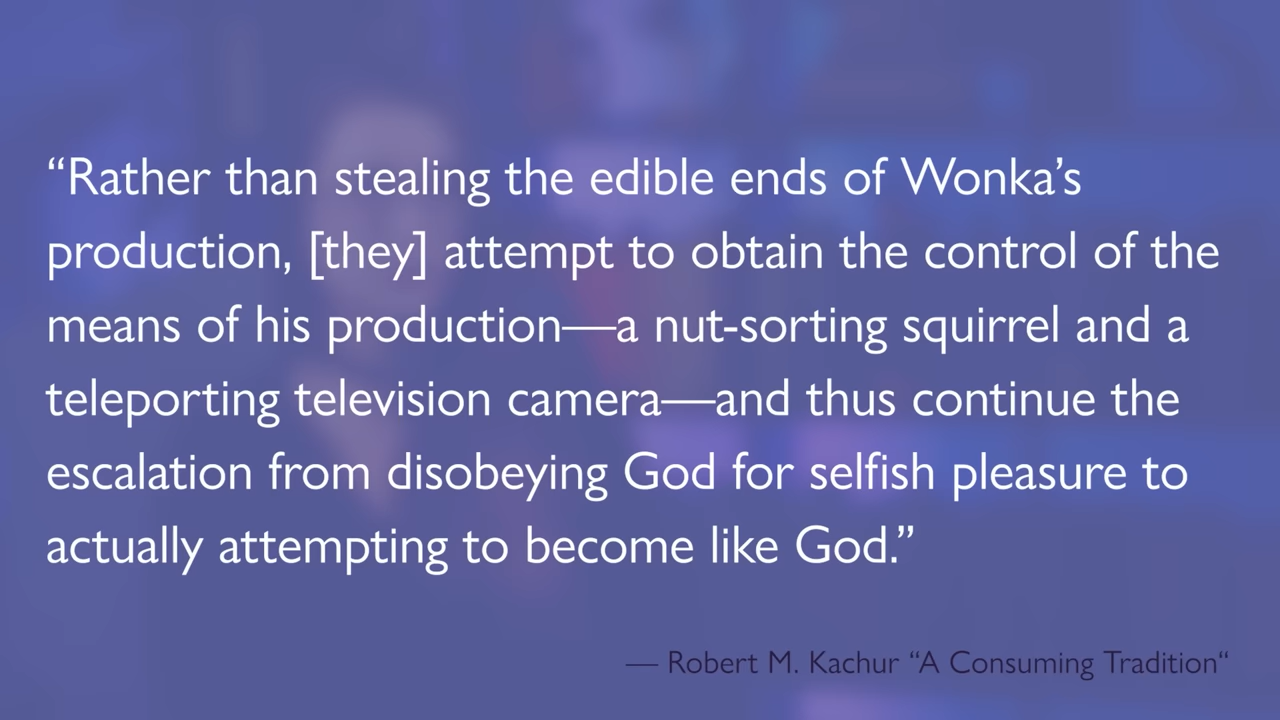 “Rather than stealing the edible ends of Wonka’s
production, [they] attempt to obtain the control of the
means of his production—a nut-sorting squirrel and a
teleporting television camera—and thus continue the
escalation from disobeying God for selfish pleasure to
actually attempting to become like God.”
— Robert M. Kachur “A Consuming Tradition“